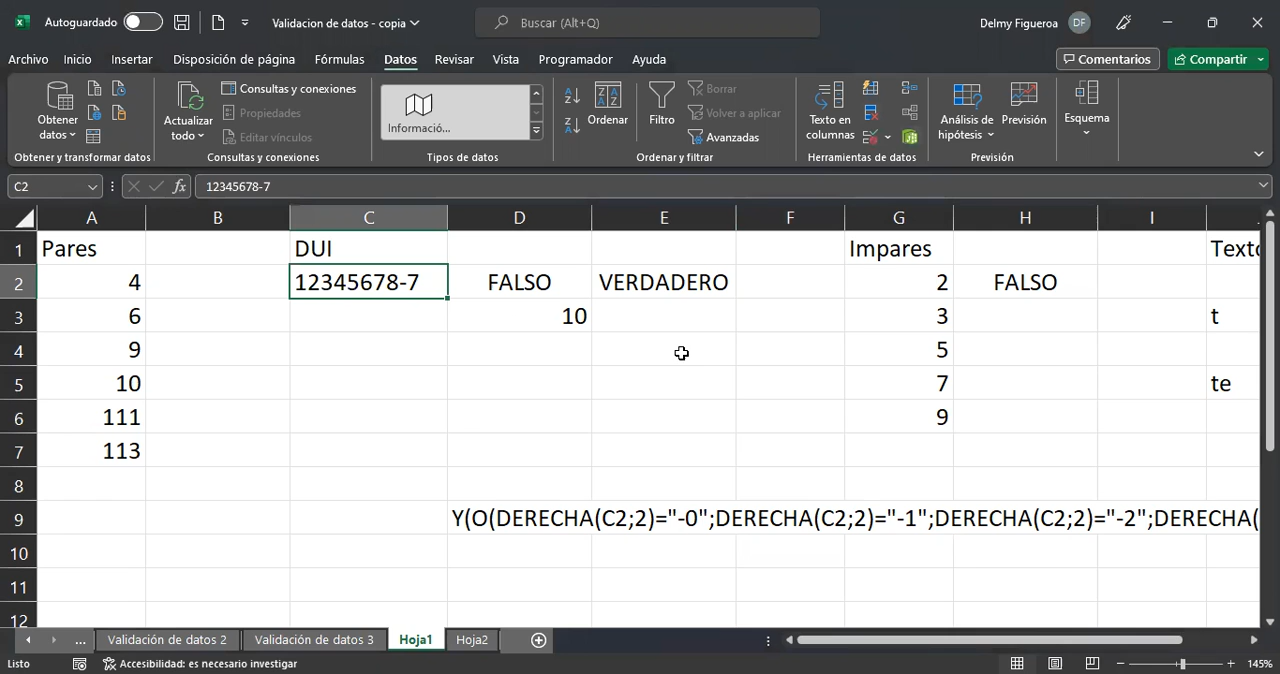 Autoguardado
Validacion de datos - copia
Buscar (Alt+Q)
Delmy Figueroa
DF
Archivo Inicio Insertar Disposición de página Fórmulas Datos Revisar Vista Programador Ayuda
Comentarios
Compartir
Obtener datos
Obtener y transformar datos
Actualizar todo
Consultas y conexiones
Propiedades
Editar vínculos
Consultas y conexiones
Informació...
Tipos de datos
Ordenar
Filtro
Borrar
Volver a aplicar
Avanzadas
Ordenar y filtrar
Texto en columnas
Herramientas de datos
Análisis de hipótesis
Previsión
Previsión
Esquema
C2
fx
12345678-7
A B C D E F G H I
1 Pares DUI Impares Texto
2 4 12345678-7 FALSO VERDADERO 2 FALSO
3 6 10 3 t
4 9 5
5 10 7 te
6 111 9
7 113
8
9 Y(O(DERECHA(C2;2)="-0";DERECHA(C2;2)="-1";DERECHA(C2;2)="-2";DERECHA(
10
11
12
... Validación de datos 2 Validación de datos 3 Hoja1 Hoja2
Listo
Accesibilidad: es necesario investigar
145%